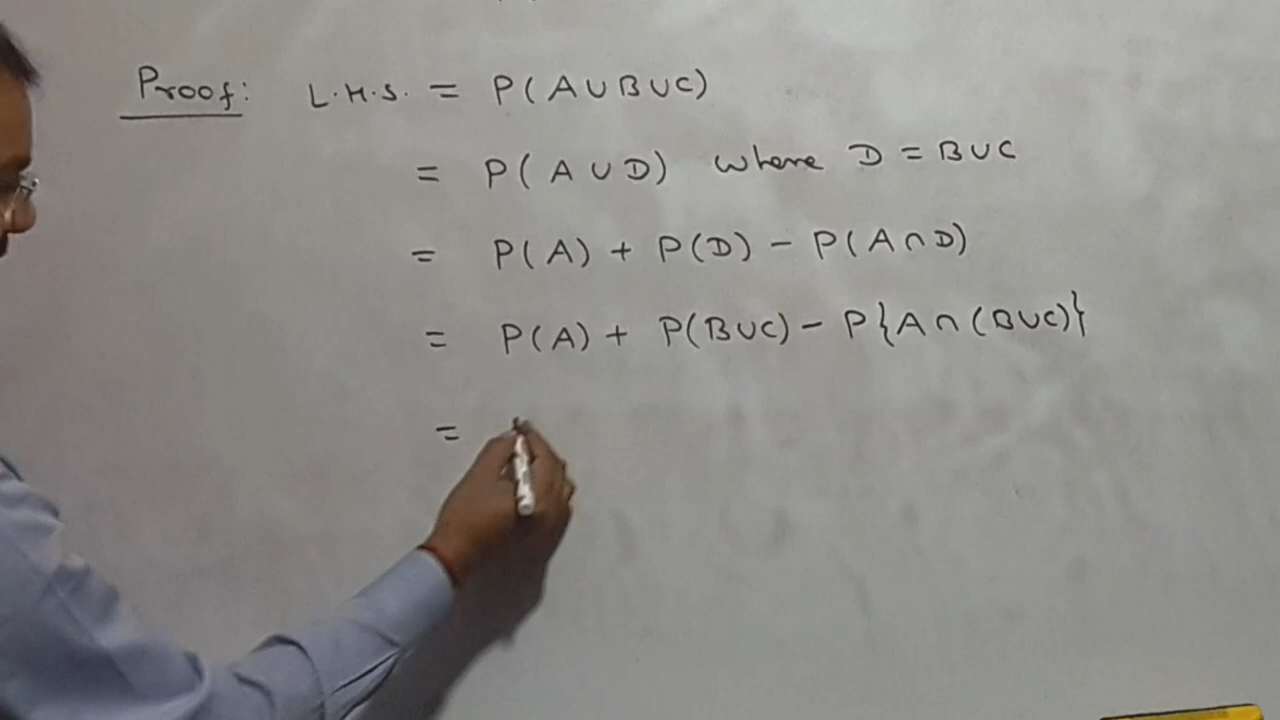 Proof: L.H.S. = P(A∪B∪C)
= P(A∪D) where D = B∪C
= P(A) + P(D) - P(A∩D)
= P(A) + P(B∪C) - P{A∩(B∪C)}
=